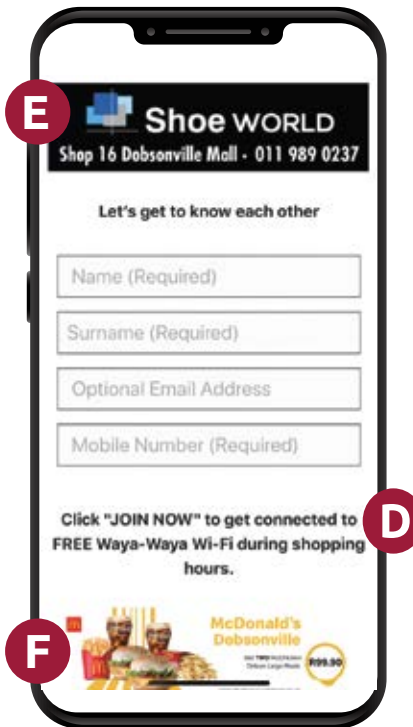 E
Shoe WORLD
Shop 16 Dobsonville Mall - 011 989 0237
Let's get to know each other
Name (Required)
Surname (Required)
Optional Email Address
Mobile Number (Required)
Click "JOIN NOW" to get connected to
FREE Waya-Waya Wi-Fi during shopping
hours.
D
McDonald's
Dobsonville
F
R99.90